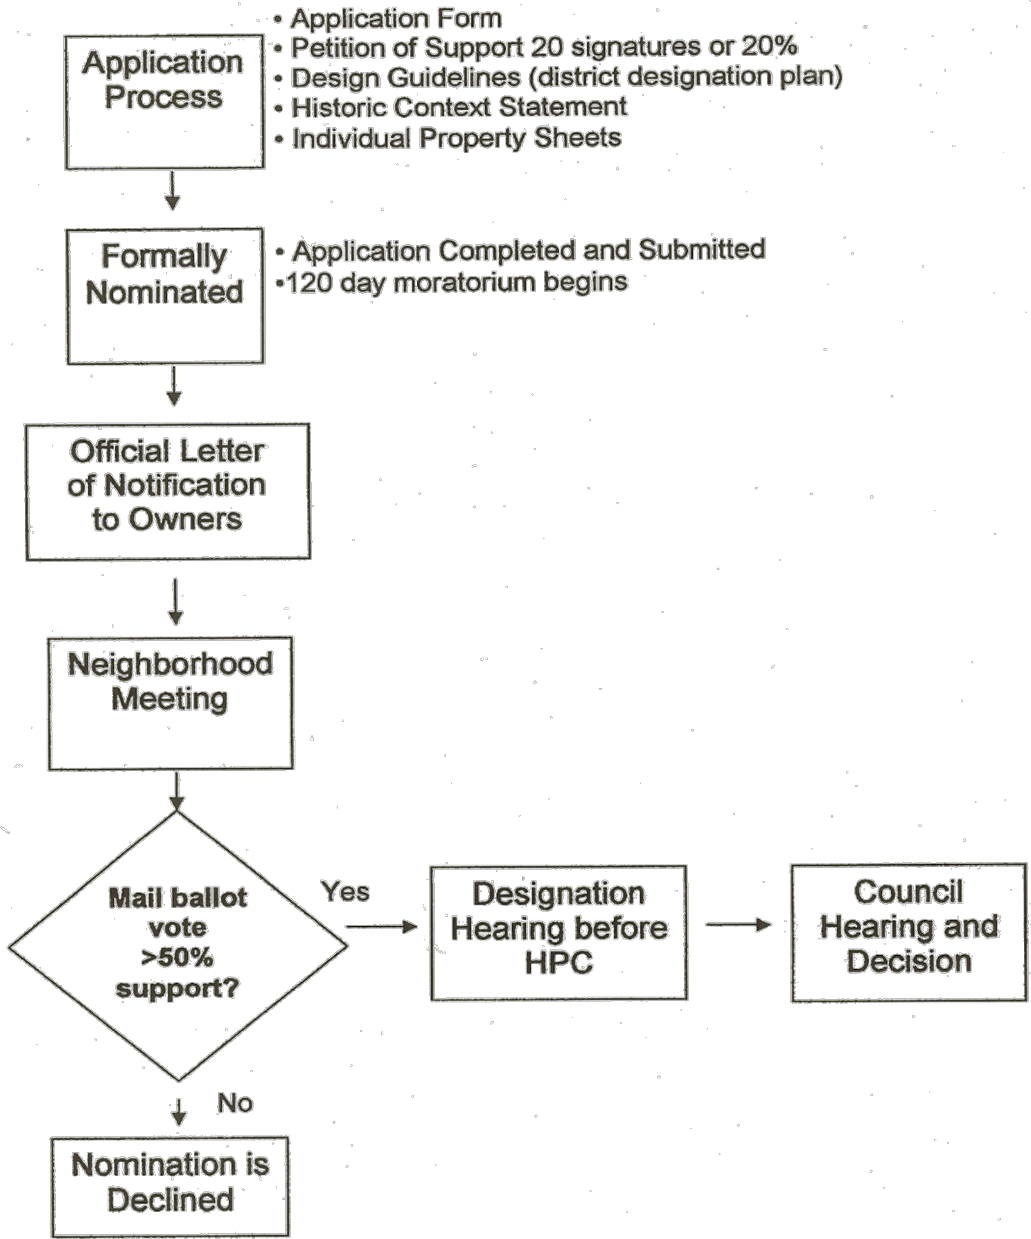 Application
Process
• Application Form
• Petition of Support 20 signatures or 20%
• Design Guidelines (district designation plan)
• Historic Context Statement
• Individual Property Sheets
Formally
Nominated
• Application Completed and Submitted
•120 day moratorium begins
Official Letter
of Notification
to Owners
Neighborhood
Meeting
Mail ballot
vote
>50%
support?
Yes
Designation
Hearing before
HPC
Council
Hearing and
Decision
No
Nomination is
Declined